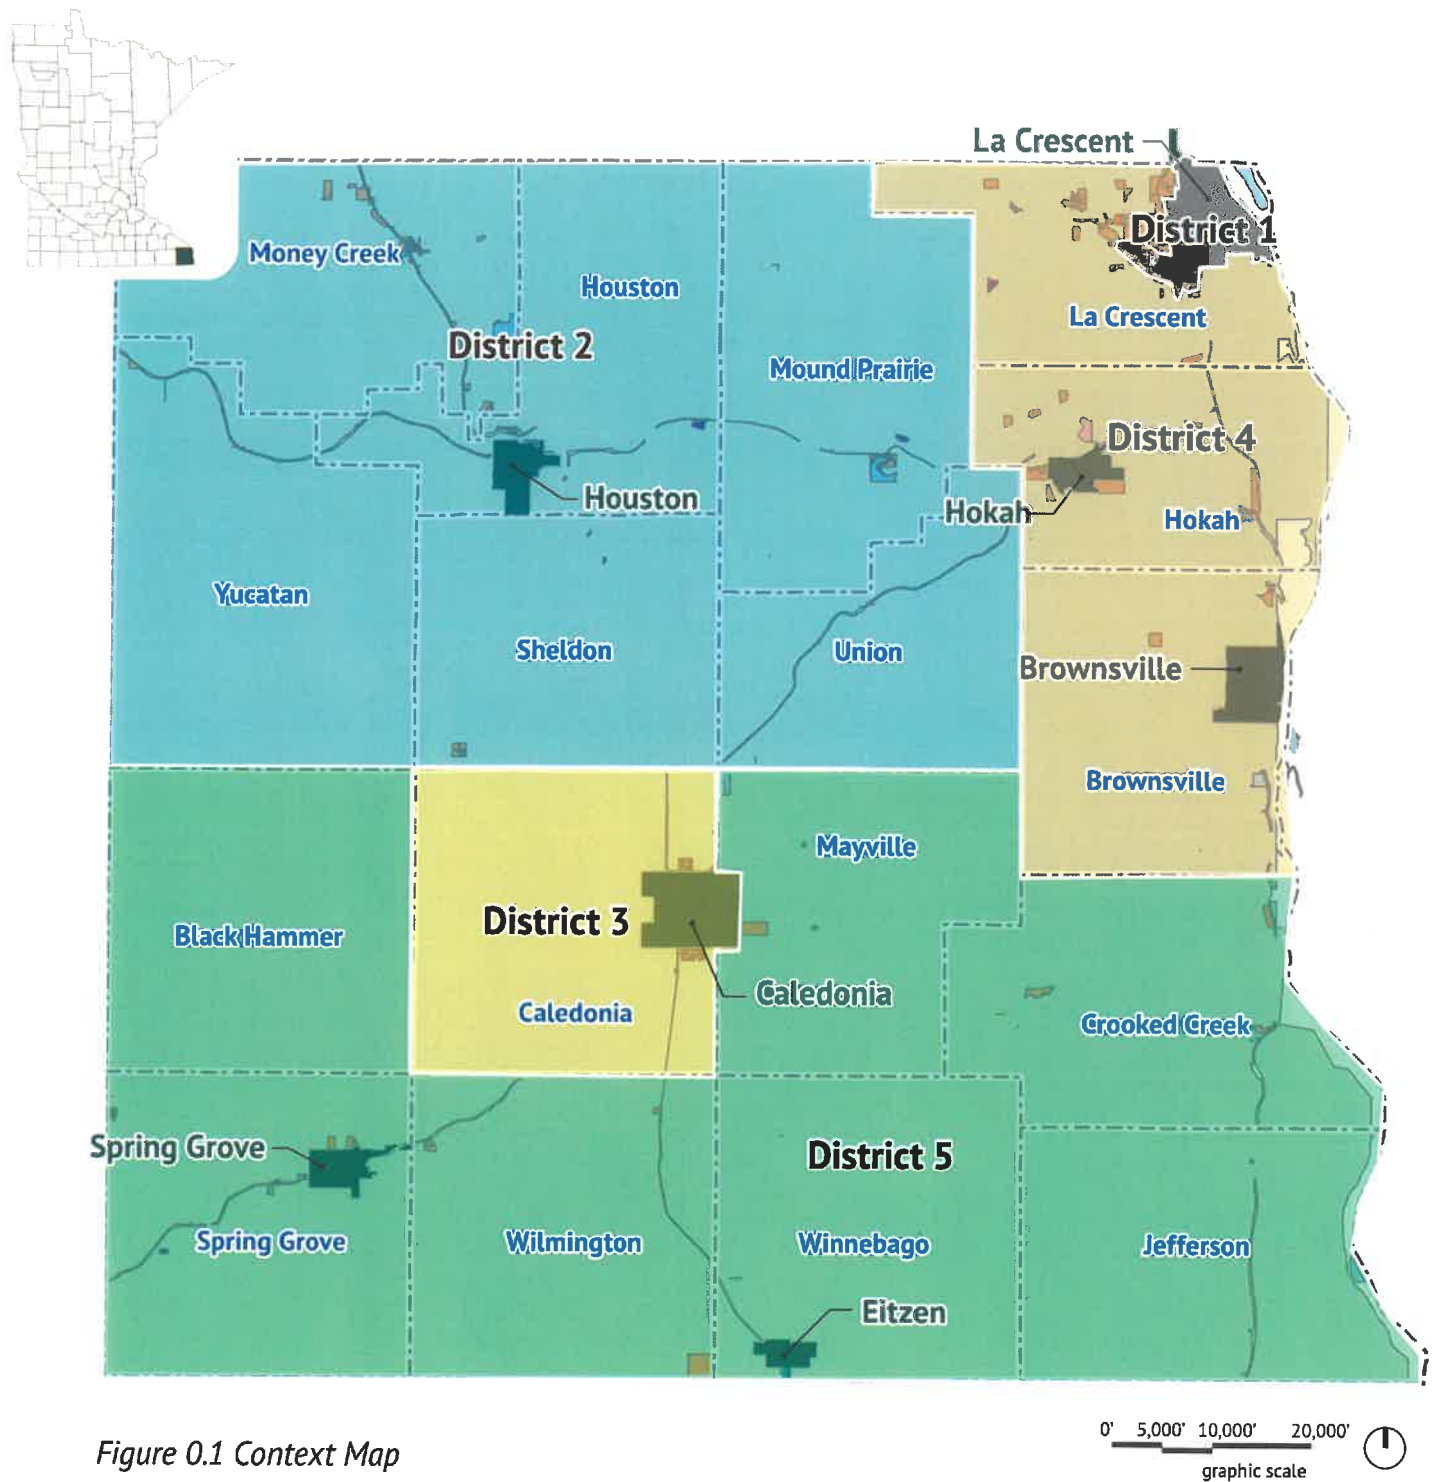 La Crescent
District 1
Money Creek
Houston
La Crescent
District 2
Mound Prairie
District 4
Houston
Hokah
Hokah
Yucatan
Sheldon
Union
Brownsville
Brownsville
Mayville
District 3
Black Hammer
Caledonia
Caledonia
Crooked Creek
Spring Grove
District 5
Spring Grove
Wilmington
Winnebago
Jefferson
Eitzen
0' 5,000' 10,000' 20,000'
graphic scale
Figure 0.1 Context Map